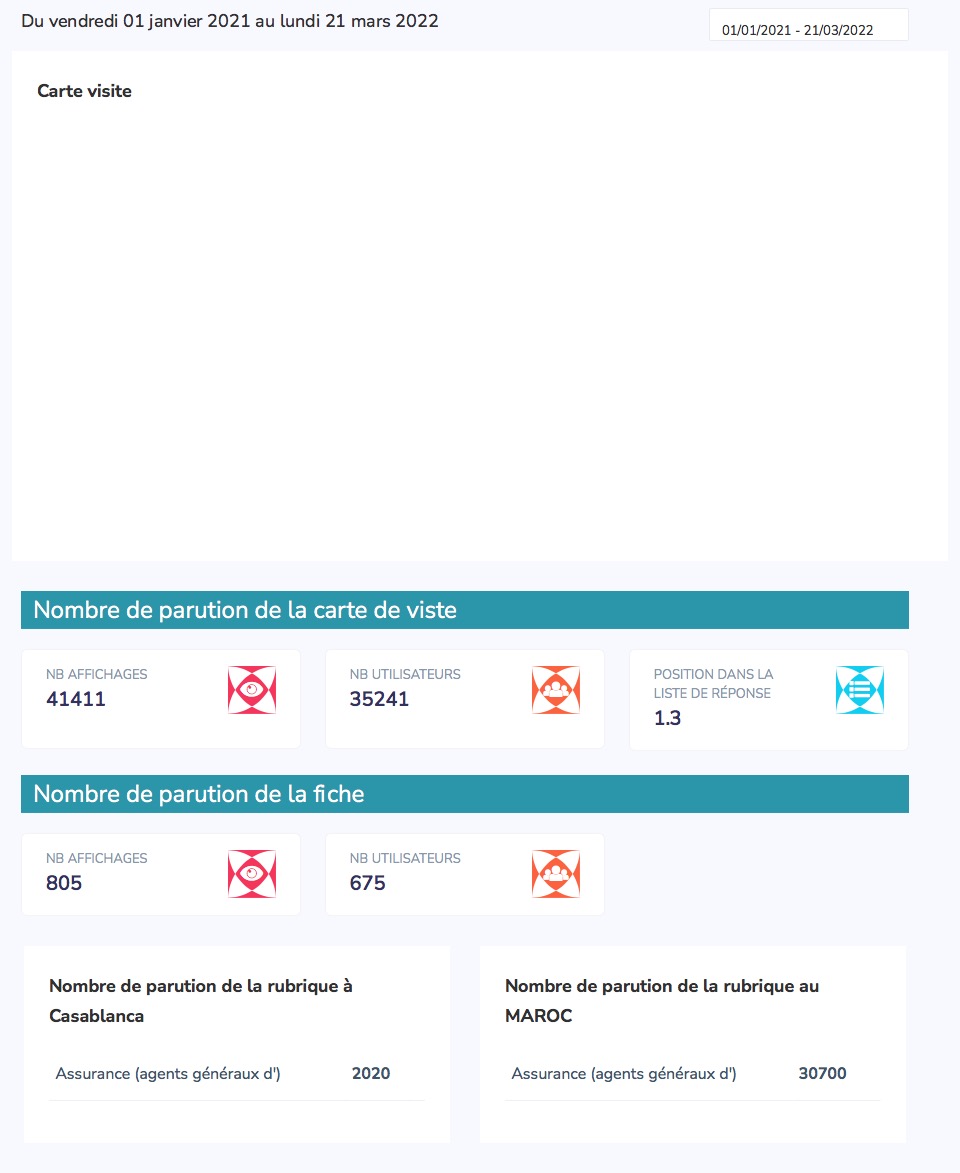 Du vendredi 01 janvier 2021 au lundi 21 mars 2022
01/01/2021 - 21/03/2022
Carte visite
Nombre de parution de la carte de viste
NB AFFICHAGES
41411
NB UTILISATEURS
35241
POSITION DANS LA
LISTE DE RÉPONSE
1.3
Nombre de parution de la fiche
NB AFFICHAGES
805
NB UTILISATEURS
675
Nombre de parution de la rubrique à
Casablanca
Assurance (agents généraux d') 2020
Nombre de parution de la rubrique au
MAROC
Assurance (agents généraux d') 30700